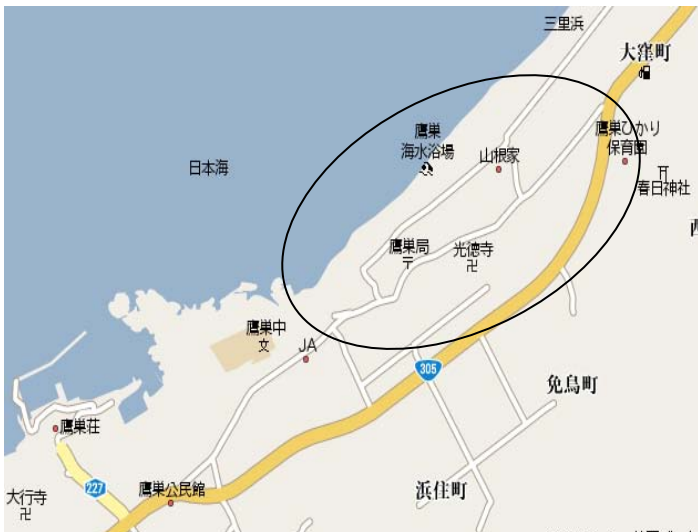 三里浜
大窪町
鷹巣
海水浴場
日本海
山根家
鷹巣ひかり
保育園
春日神社
鷹巣局
光徳寺
鷹巣中
文
JA
305
免鳥町
鷹巣荘
227
大行寺
鷹巣公民館
浜住町